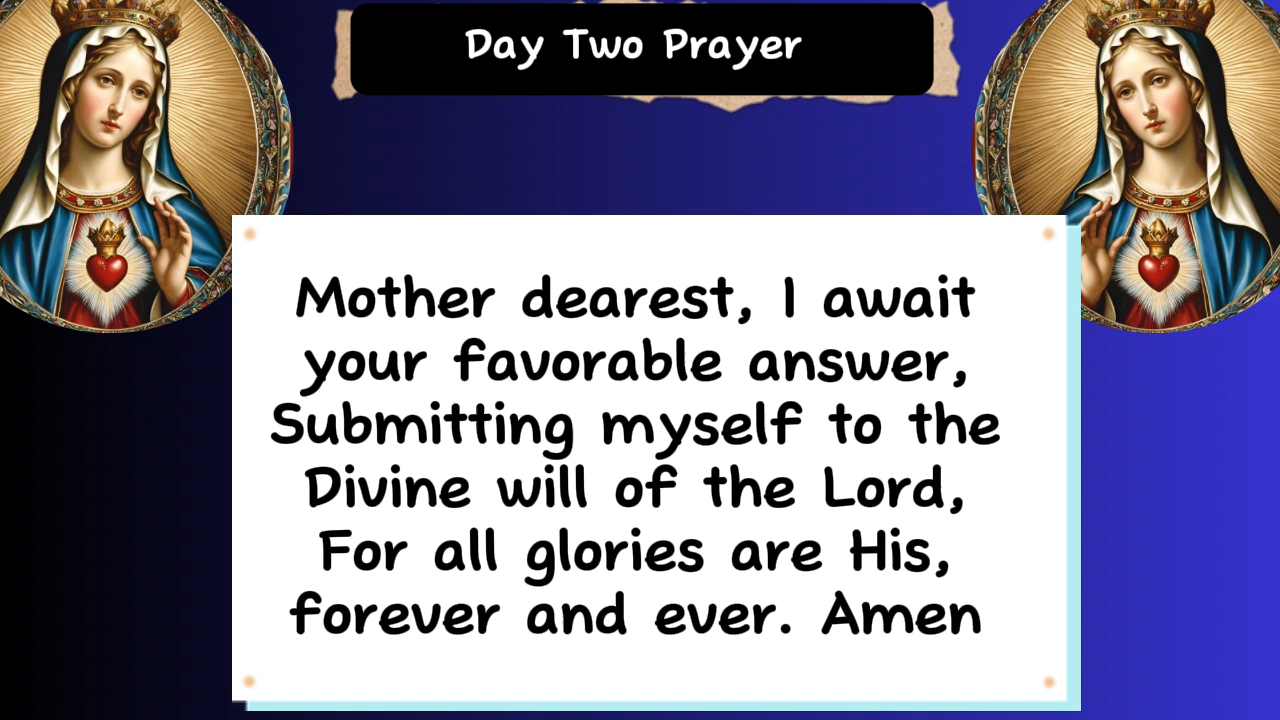 Day Two Prayer
Mother dearest, I await
your favorable answer,
Submitting myself to the
Divine will of the Lord,
For all glories are His,
forever and ever. Amen